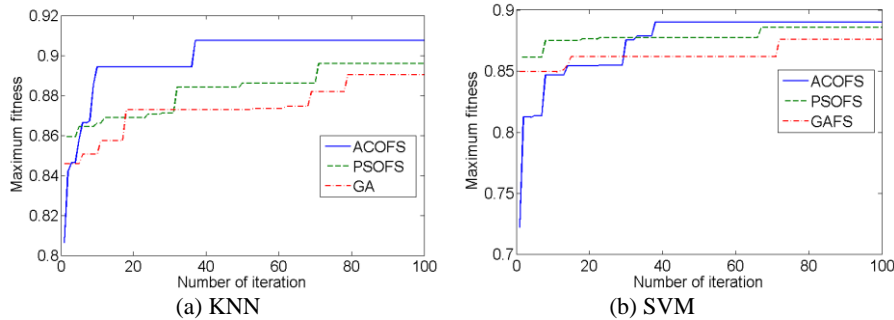 0.92
0.9
0.88
0.86
0.84
0.82
0.8
Maximum fitness
0 20 40 60 80 100
Number of iteration
ACOFS
PSOFS
GA
(a) KNN
0.9
0.85
0.8
0.75
0.7
Maximum fitness
0 20 40 60 80 100
Number of iteration
ACOFS
PSOFS
GAFS
(b) SVM